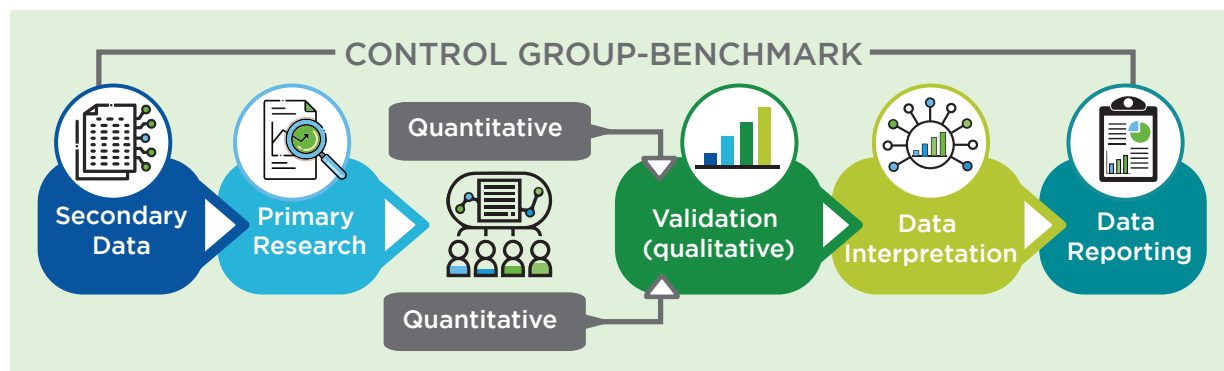 CONTROL GROUP-BENCHMARK
Secondary
Data
Primary
Research
Quantitative
Quantitative
Validation
(qualitative)
Data
Interpretation
Data
Reporting